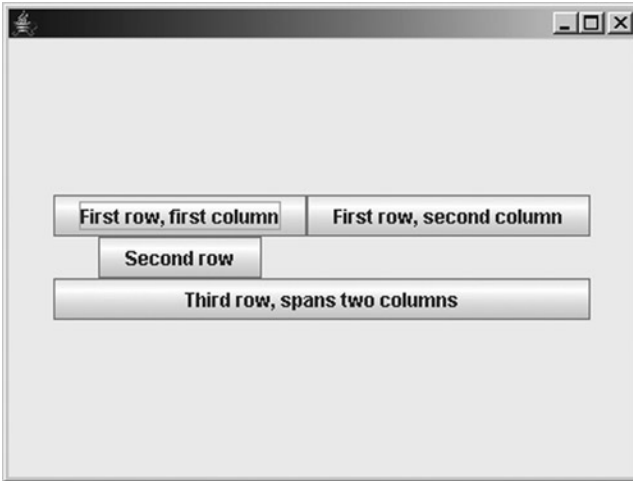 First row, first column
First row, second column
Second row
Third row, spans two columns